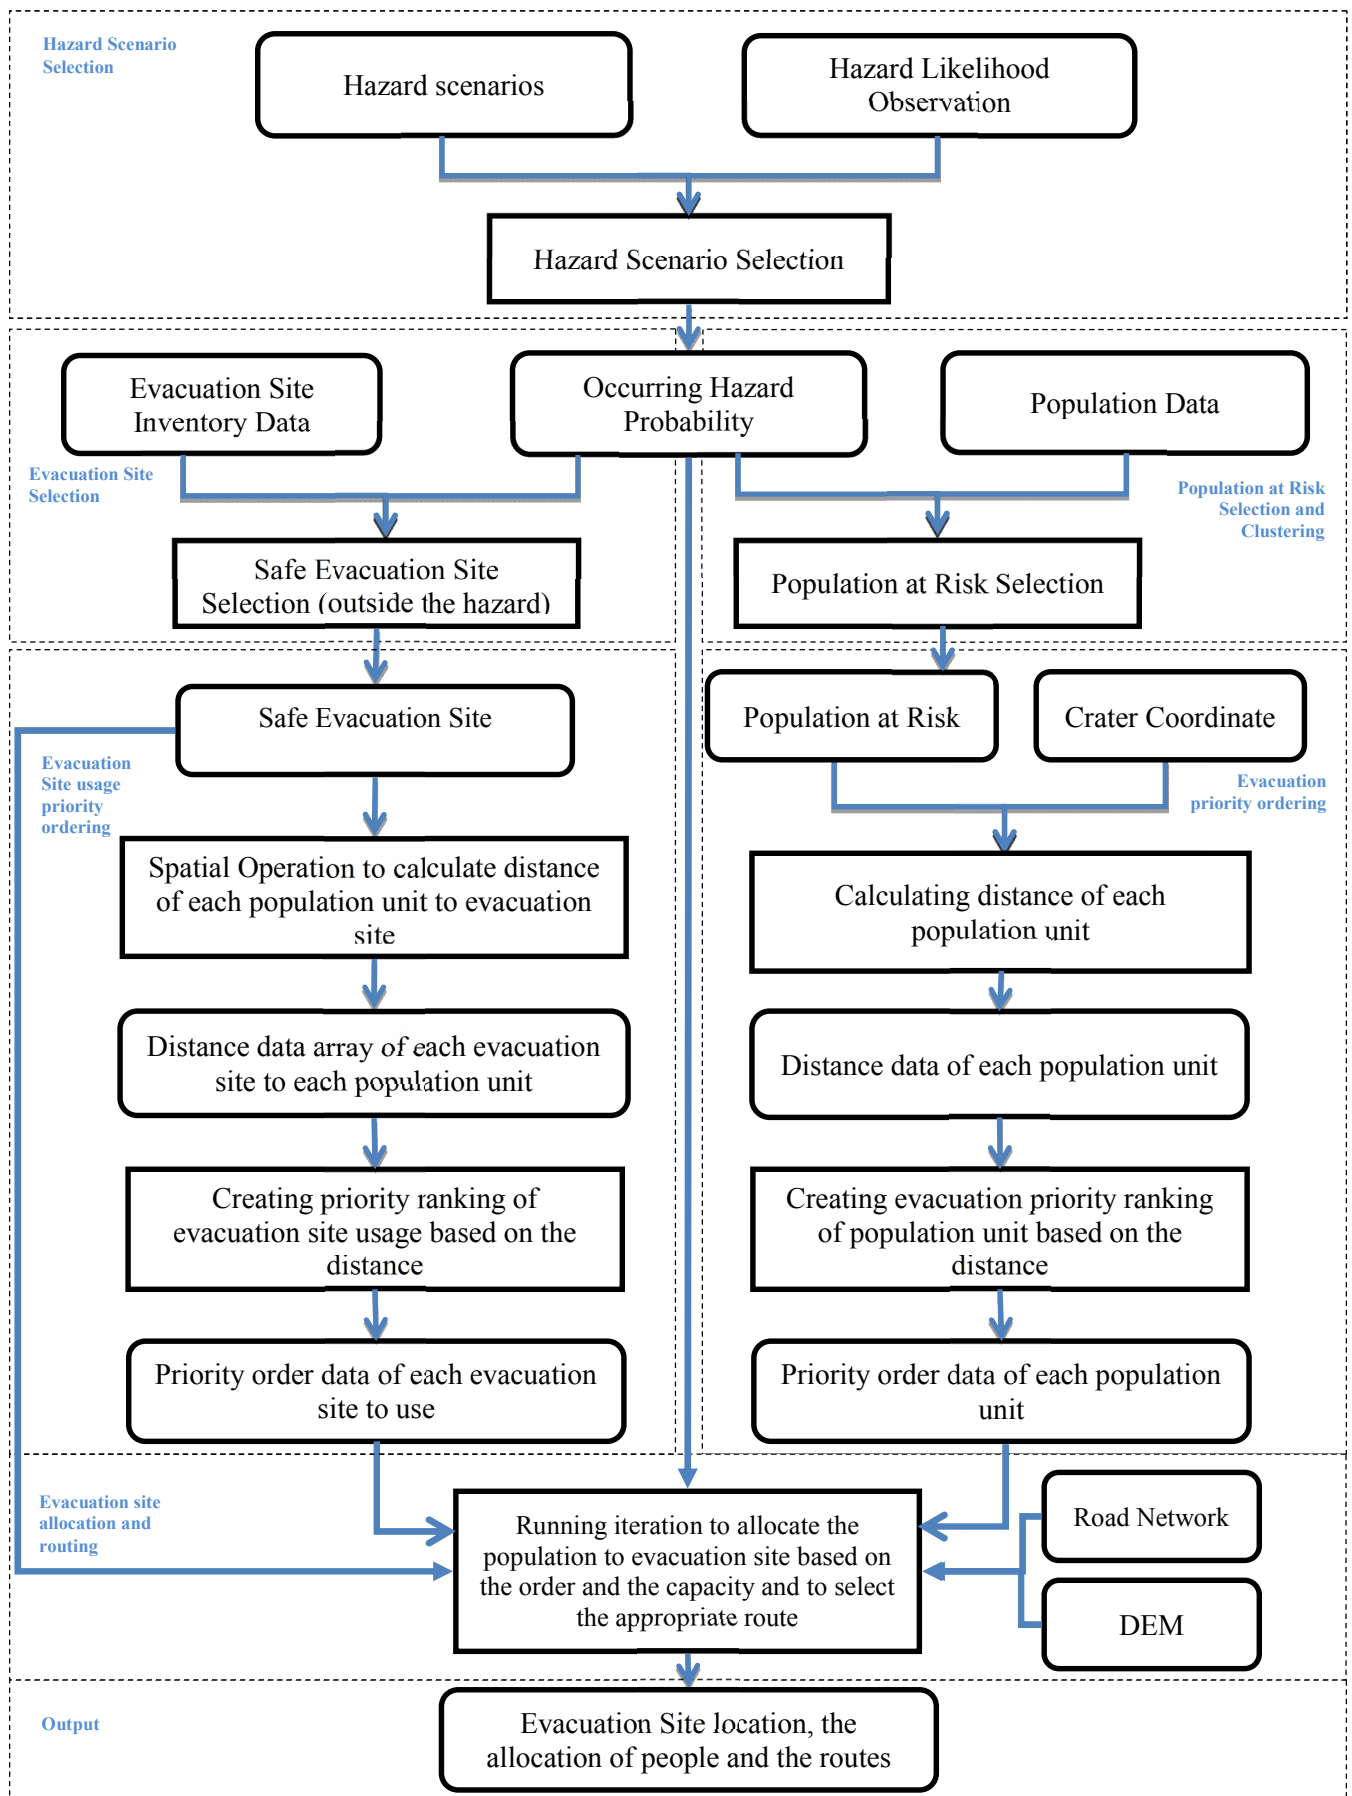 Hazard Scenario
Selection
Hazard scenarios
Hazard Likelihood
Observation
Hazard Scenario Selection
Evacuation Site
Inventory Data
Occurring Hazard
Probability
Population Data
Evacuation Site
Selection
Population at Risk
Selection and
Clustering
Safe Evacuation Site
Selection (outside the hazard)
Population at Risk Selection
Safe Evacuation Site
Population at Risk
Crater Coordinate
Evacuation
Site usage
priority
ordering
Evacuation
priority ordering
Spatial Operation to calculate distance
of each population unit to evacuation
site
Calculating distance of each
population unit
Distance data array of each evacuation
site to each population unit
Distance data of each population unit
Creating priority ranking of
evacuation site usage based on the
distance
Creating evacuation priority ranking
of population unit based on the
distance
Priority order data of each evacuation
site to use
Priority order data of each population
unit
Evacuation site
allocation and
routing
Running iteration to allocate the
population to evacuation site based on
the order and the capacity and to select
the appropriate route
Road Network
DEM
Output
Evacuation Site location, the
allocation of people and the routes